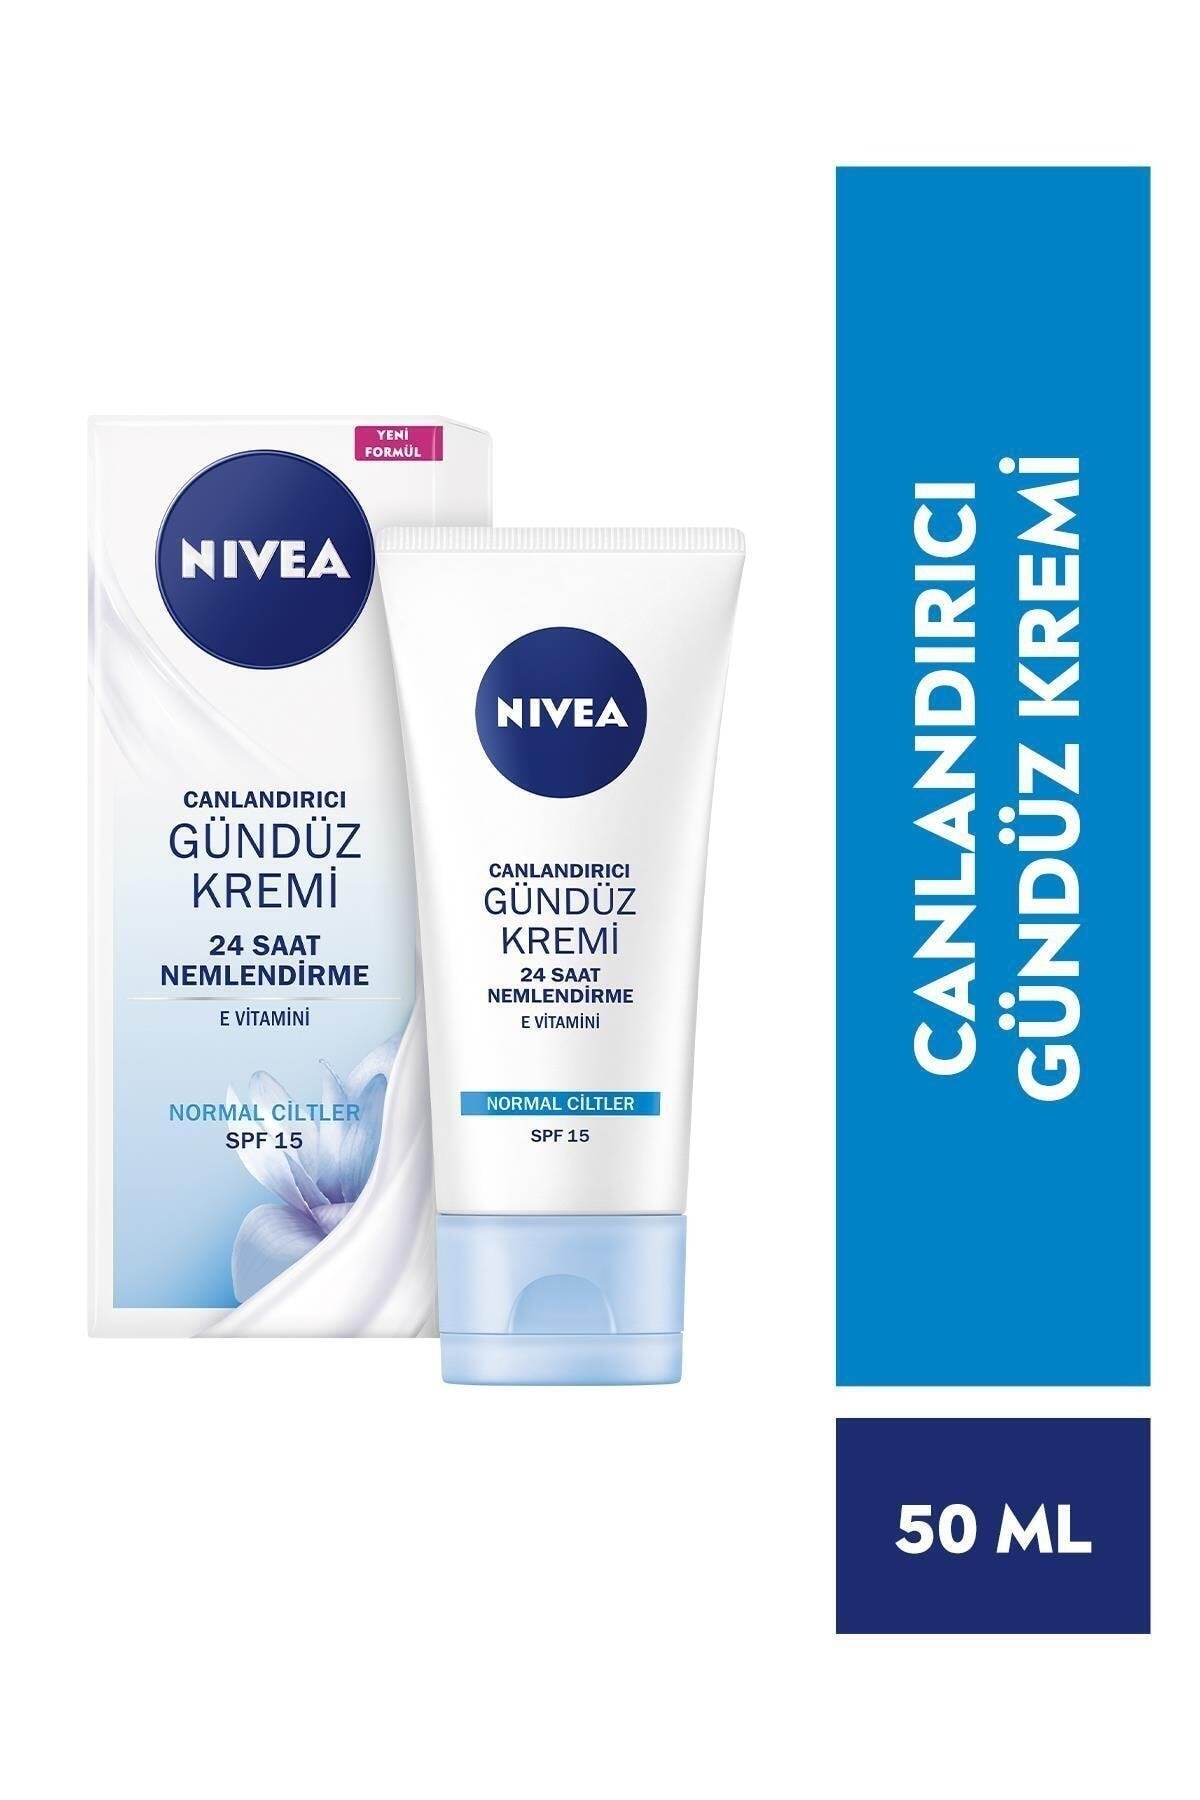 YENİ
FORMÜL
NIVEA
CANLANDIRICI
GÜNDÜZ
KREMİ
24 SAAT
NEMLENDİRME
E VİTAMİNİ
NORMAL CİLTLER
SPF 15
NIVEA
CANLANDIRICI
GÜNDÜZ
KREMİ
24 SAAT
NEMLENDİRME
E VİTAMİNİ
NORMAL CİLTLER
SPF 15
CANLANDIRICI
GÜNDÜZ KREMİ
50 ML